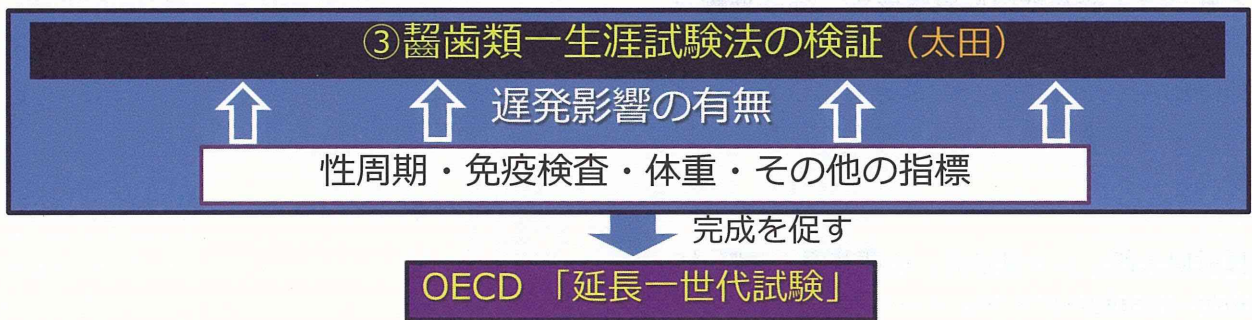 ③齧歯類一生涯試験法の検証（太田）
遅発影響の有無
性周期・免疫検査・体重・その他の指標
完成を促す
OECD 「延長一世代試験」